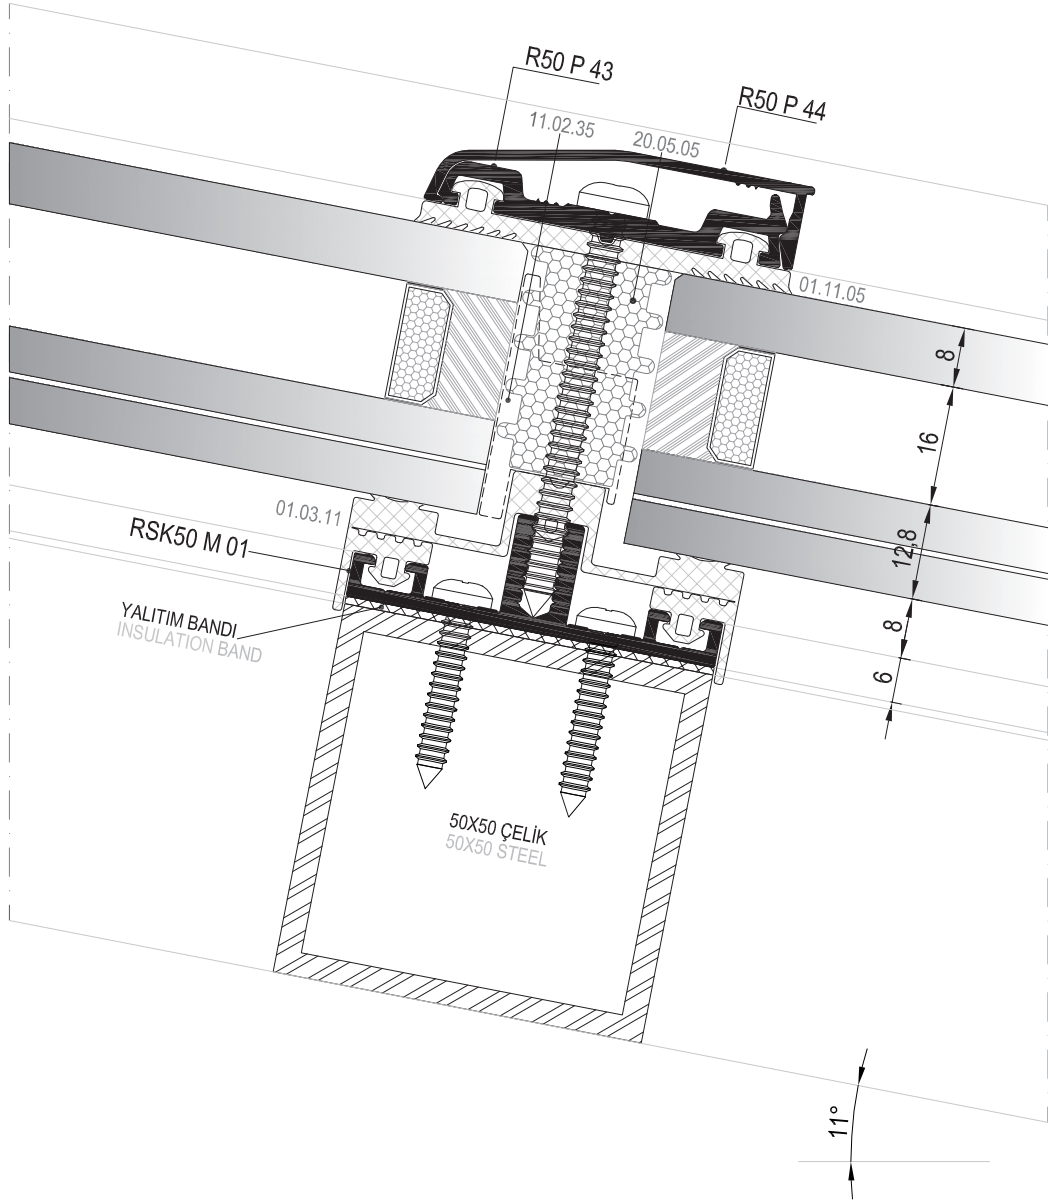 R50 P 43
R50 P 44
11.02.35
20.05.05
01.11.05
8
16
12,8
8
6
01.03.11
RSK50 M 01
YALITIM BANDI
INSULATION BAND
50X50 ÇELİK
50X50 STEEL
11°